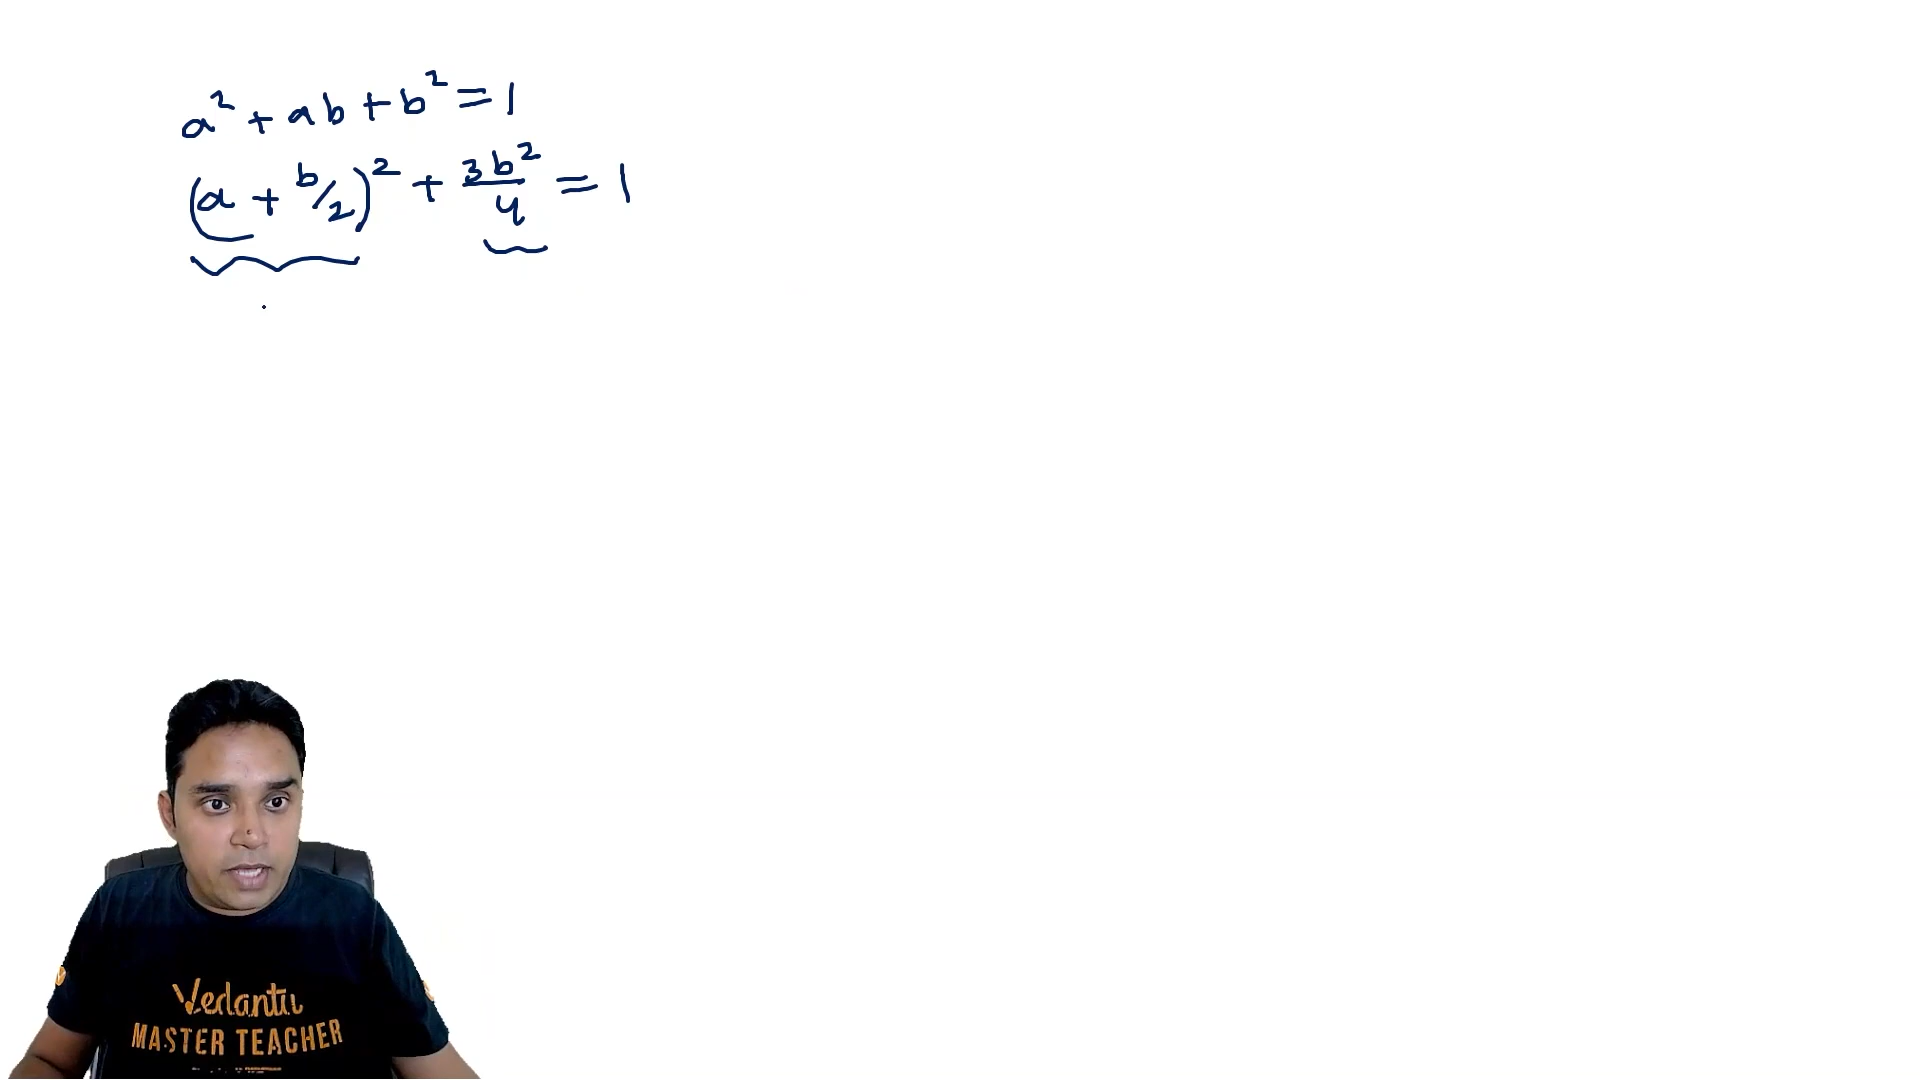 a² + ab + b² = 1
(a + b/2)² + 3b²/4 = 1
Vedantu
MASTER TEACHER